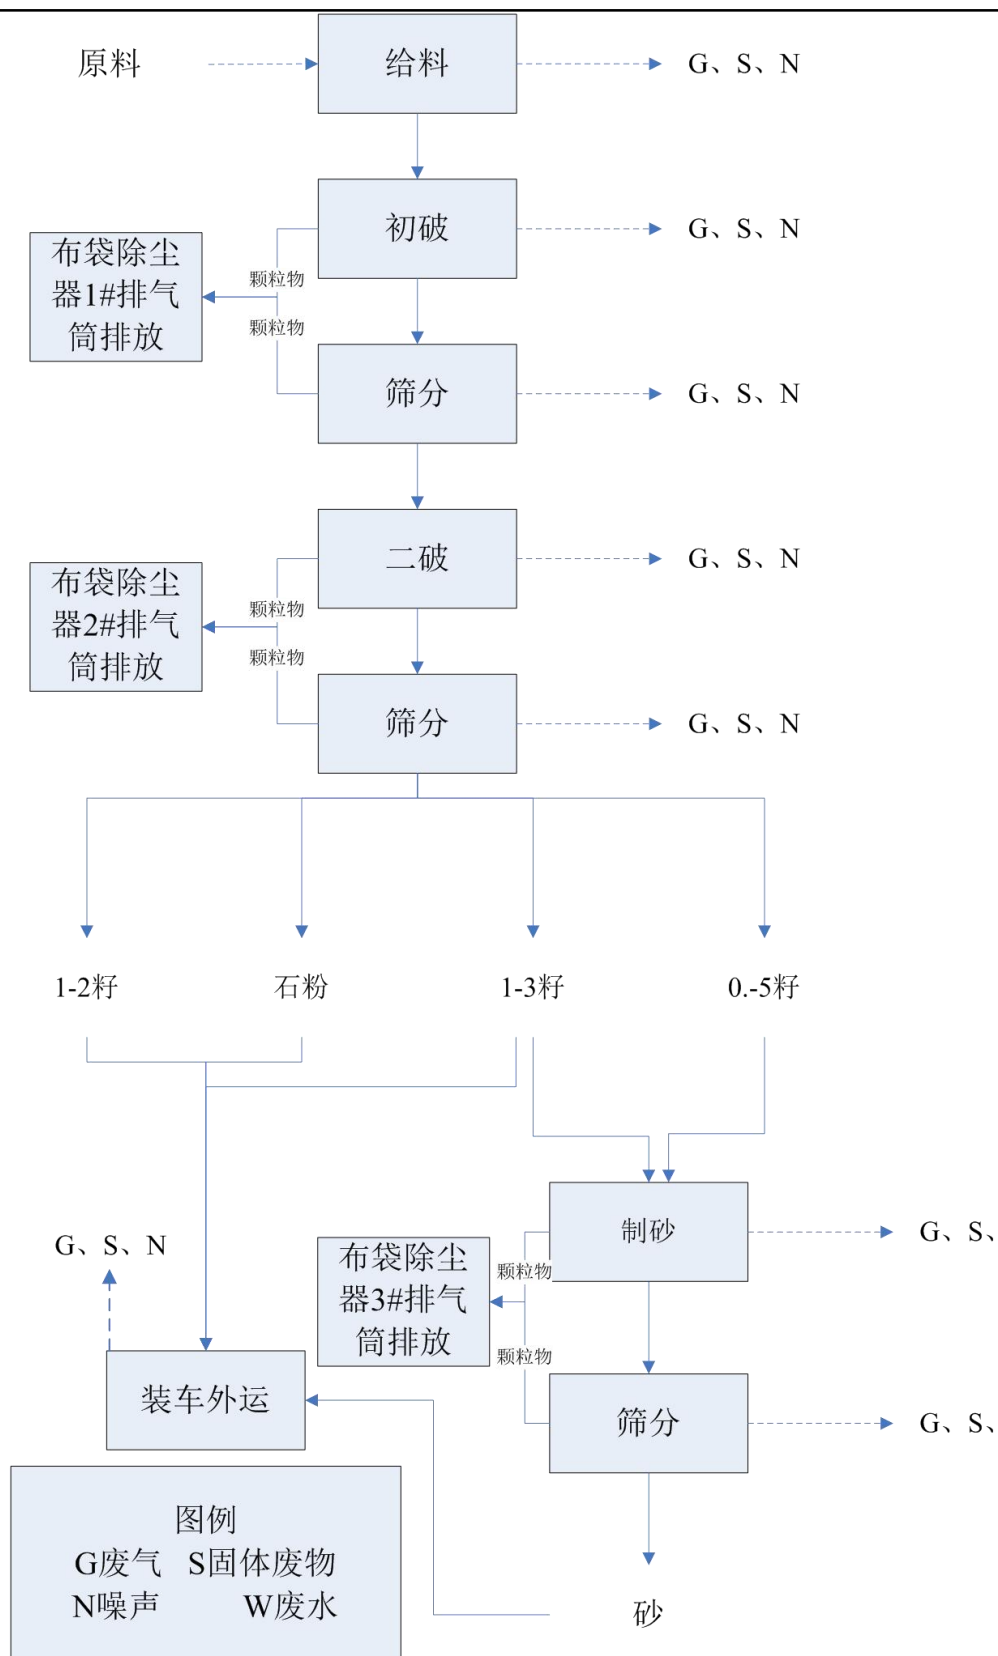 原料
给料
G、S、N
初破
G、S、N
布袋除尘
器1#排气
筒排放
颗粒物
颗粒物
筛分
G、S、N
二破
G、S、N
布袋除尘
器2#排气
筒排放
颗粒物
颗粒物
筛分
G、S、N
1-2籽
石粉
1-3籽
0.-5籽
制砂
G、S、
G、S、N
布袋除尘
器3#排气
筒排放
颗粒物
颗粒物
装车外运
筛分
G、S、
图例
G废气 S固体废物
N噪声 W废水
砂